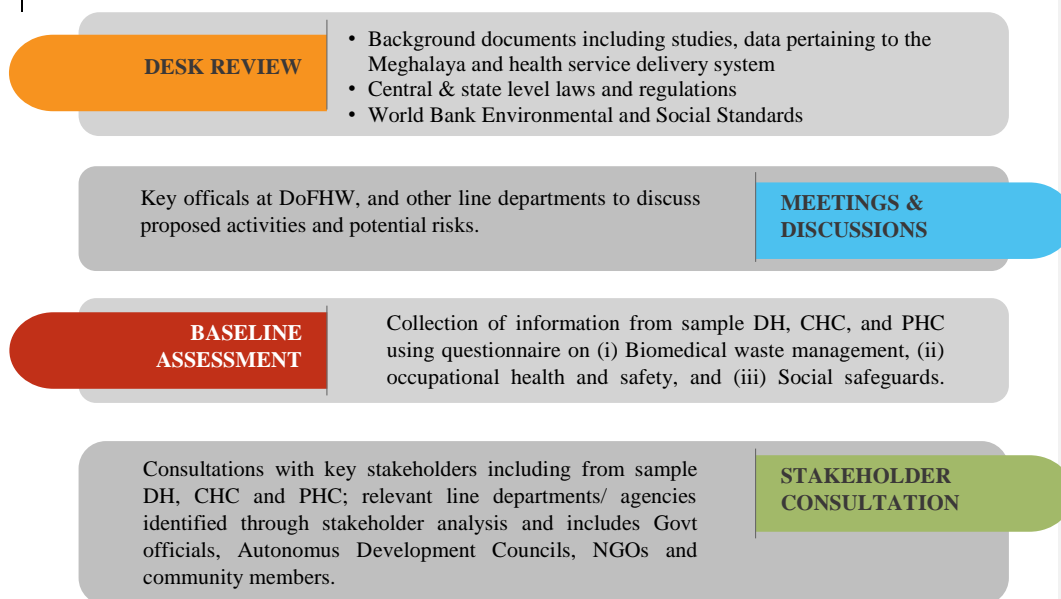 DESK REVIEW
• Background documents including studies, data pertaining to the
Meghalaya and health service delivery system
• Central & state level laws and regulations
• World Bank Environmental and Social Standards
Key officals at DoFHW, and other line departments to discuss
proposed activities and potential risks.
MEETINGS &
DISCUSSIONS
BASELINE
ASSESSMENT
Collection of information from sample DH, CHC, and PHC
using questionnaire on (i) Biomedical waste management, (ii)
occupational health and safety, and (iii) Social safeguards.
Consultations with key stakeholders including from sample
DH, CHC and PHC; relevant line departments/ agencies
identified through stakeholder analysis and includes Govt
officials, Autonomus Development Councils, NGOs and
community members.
STAKEHOLDER
CONSULTATION